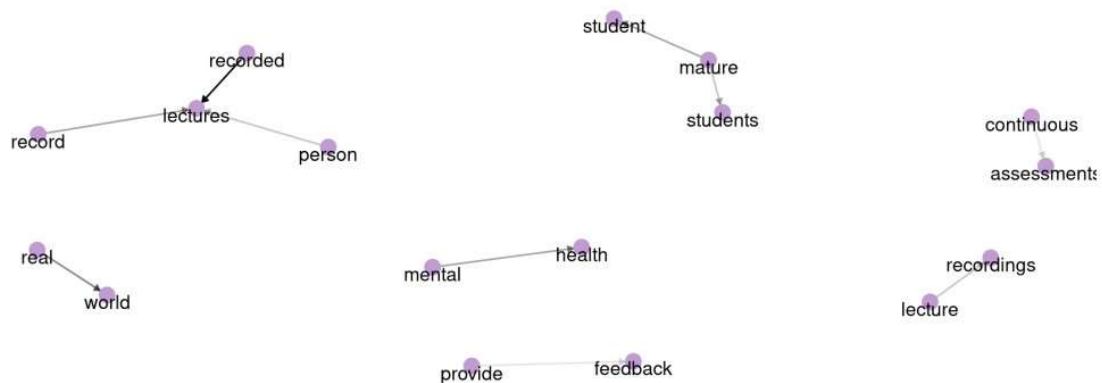 student
recorded
mature
lectures
students
continuous
record
person
assessments
real
health
recordings
mental
world
lecture
provide
feedback